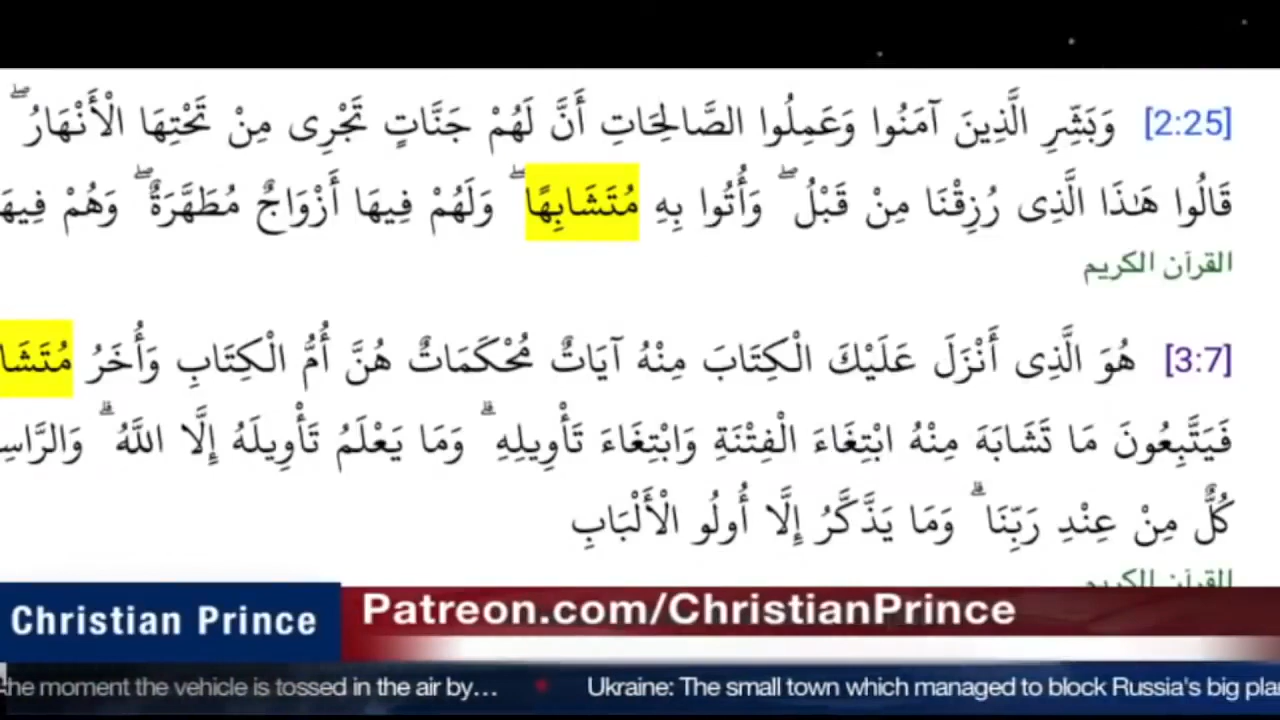 [2:25] وَبَشِّرِ الَّذِينَ آمَنُوا وَعَمِلُوا الصَّالِحَاتِ أَنَّ لَهُمْ جَنَّاتٍ تَجْرِى مِنْ تَحْتِهَا الْأَنْهَارُ ۖ
قَالُوا هَـٰذَا الَّذِى رُزِقْنَا مِنْ قَبْلُ ۖ وَأُتُوا بِهِ مُتَشَابِهًا ۖ وَلَهُمْ فِيهَا أَزْوَاجٌ مُطَهَّرَةٌ ۖ وَهُمْ
القرآن الكريم
[3:7] هُوَ الَّذِى أَنْزَلَ عَلَيْكَ الْكِتَابَ مِنْهُ آيَاتٌ مُحْكَمَاتٌ هُنَّ أُمُّ الْكِتَابِ وَأُخَرُ
فَيَتَّبِعُونَ مَا تَشَابَهَ مِنْهُ ابْتِغَاءَ الْفِتْنَةِ وَابْتِغَاءَ تَأْوِيلِهِ ۗ وَمَا يَعْلَمُ تَأْوِيلَهُ إِلَّا اللَّهُ ۗ
كُلٌّ مِنْ عِنْدِ رَبِّنَا ۗ وَمَا يَذَّكَّرُ إِلَّا أُولُو الْأَلْبَابِ
القرآن الكريم
Christian Prince
Patreon.com/ChristianPrince
the moment the vehicle is tossed in the air by… Ukraine: The small town which managed to block Russia's big